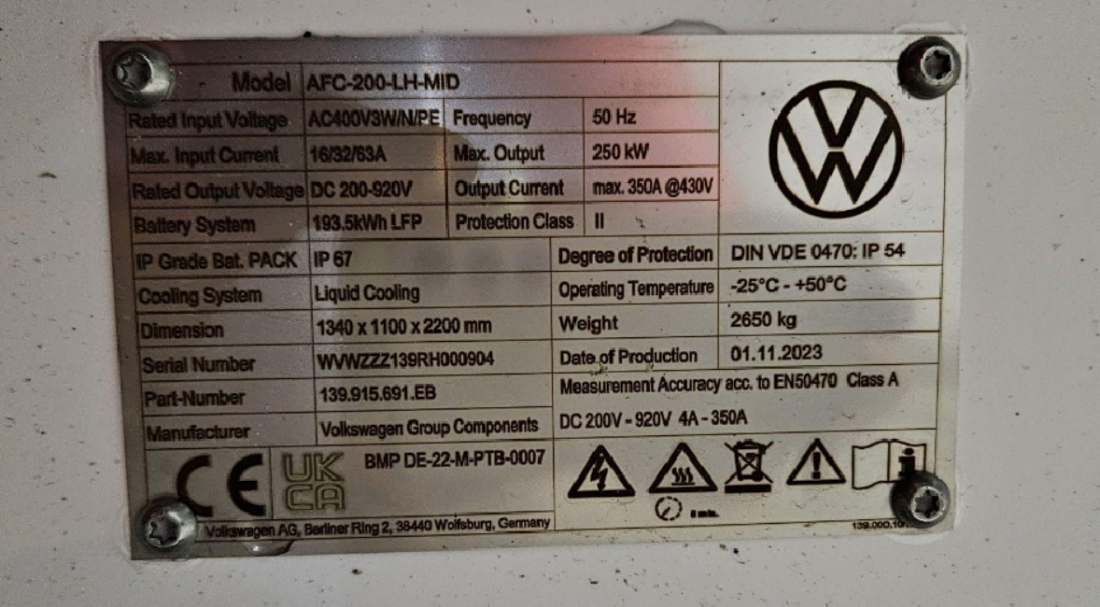 Model AFC-200-LH-MID
Rated Input Voltage AC400V3W/N/PE Frequency 50 Hz
Max. Input Current 16/32/63A Max. Output 250 kW
Rated Output Voltage DC 200-920V Output Current max. 350A @430V
Battery System 193.5kWh LFP Protection Class II
IP Grade Bat. PACK IP 67 Degree of Protection DIN VDE 0470: IP 54
Cooling System Liquid Cooling Operating Temperature -25°C - +50°C
Dimension 1340 x 1100 x 2200 mm Weight 2650 kg
Serial Number WVWZZZ139RH000904 Date of Production 01.11.2023
Part-Number 139.915.691.EB Measurement Accuracy acc. to EN50470 Class A
Manufacturer Volkswagen Group Components DC 200V - 920V 4A - 350A
CE UK CA BMP DE-22-M-PTB-0007
min.
Volkswagen AG, Berliner Ring 2, 38440 Wolfsburg, Germany